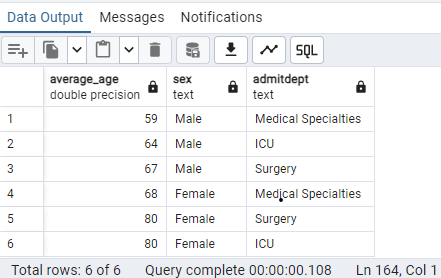 Data Output Messages Notifications
SQL
average_age sex admitdept
double precision text text
1 59 Male Medical Specialties
2 64 Male ICU
3 67 Male Surgery
4 68 Female Medical Specialties
5 80 Female Surgery
6 80 Female ICU
Total rows: 6 of 6 Query complete 00:00:00.108 Ln 164, Col 1